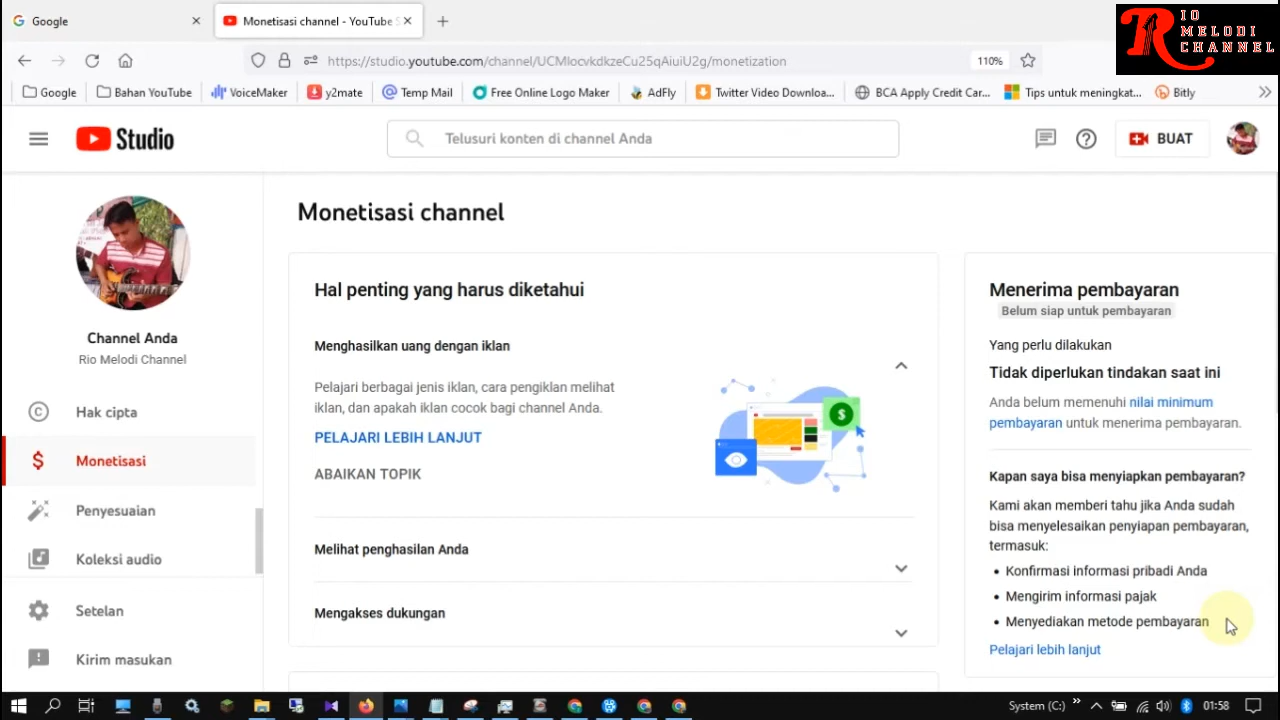 Google
Monetisasi channel - YouTube S
RIO
MELODI
CHANNEL
https://studio.youtube.com/channel/UCMlocvkdkzeCu25qAiuiU2g/monetization
110%
Google
Bahan YouTube
VoiceMaker
y2mate
Temp Mail
Free Online Logo Maker
AdFly
Twitter Video Downloa...
BCA Apply Credit Car...
Tips untuk meningkat...
Bitly
Studio
Telusuri konten di channel Anda
BUAT
Channel Anda
Rio Melodi Channel
Hak cipta
Monetisasi
Penyesuaian
Koleksi audio
Setelan
Kirim masukan
Monetisasi channel
Hal penting yang harus diketahui
Menghasilkan uang dengan iklan
Pelajari berbagai jenis iklan, cara pengiklan melihat
iklan, dan apakah iklan cocok bagi channel Anda.
PELAJARI LEBIH LANJUT
ABAIKAN TOPIK
Melihat penghasilan Anda
Mengakses dukungan
Menerima pembayaran
Belum siap untuk pembayaran
Yang perlu dilakukan
Tidak diperlukan tindakan saat ini
Anda belum memenuhi nilai minimum
pembayaran untuk menerima pembayaran.
Kapan saya bisa menyiapkan pembayaran?
Kami akan memberi tahu jika Anda sudah
bisa menyelesaikan penyiapan pembayaran,
termasuk:
• Konfirmasi informasi pribadi Anda
• Mengirim informasi pajak
• Menyediakan metode pembayaran
Pelajari lebih lanjut
System (C:)
01:58